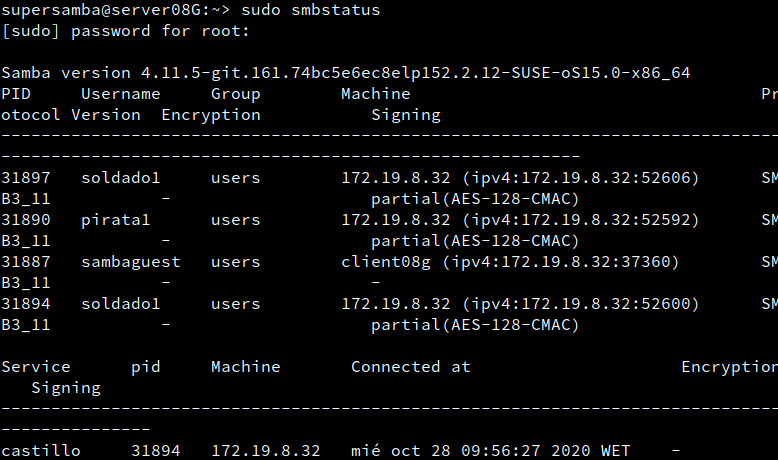 supersamba@server08G:~> sudo smbstatus
[sudo] password for root:
Samba version 4.11.5-git.161.74bc5e6ec8elp152.2.12-SUSE-oS15.0-x86_64
PID     Username     Group        Machine                                   Pr
otocol Version  Encryption           Signing
------------------------------------------------------------------------------
----------------------------------------------------------
31897   soldado1     users        172.19.8.32 (ipv4:172.19.8.32:52606)      SM
B3_11           -                    partial(AES-128-CMAC)
31890   pirata1      users        172.19.8.32 (ipv4:172.19.8.32:52592)      SM
B3_11           -                    partial(AES-128-CMAC)
31887   sambaguest   users        client08g (ipv4:172.19.8.32:37360)        SM
B3_11           -                    -
31894   soldado1     users        172.19.8.32 (ipv4:172.19.8.32:52600)      SM
B3_11           -                    partial(AES-128-CMAC)
Service      pid     Machine       Connected at                     Encryption
   Signing
------------------------------------------------------------------------------
---------------
castillo     31894   172.19.8.32   mié oct 28 09:56:27 2020 WET    -